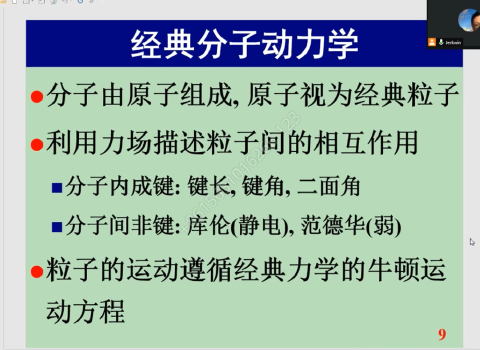 经典分子动力学
●分子由原子组成, 原子视为经典粒子
●利用力场描述粒子间的相互作用
■分子内成键: 键长, 键角, 二面角
■分子间非键: 库伦(静电), 范德华(弱)
●粒子的运动遵循经典力学的牛顿运
动方程
9